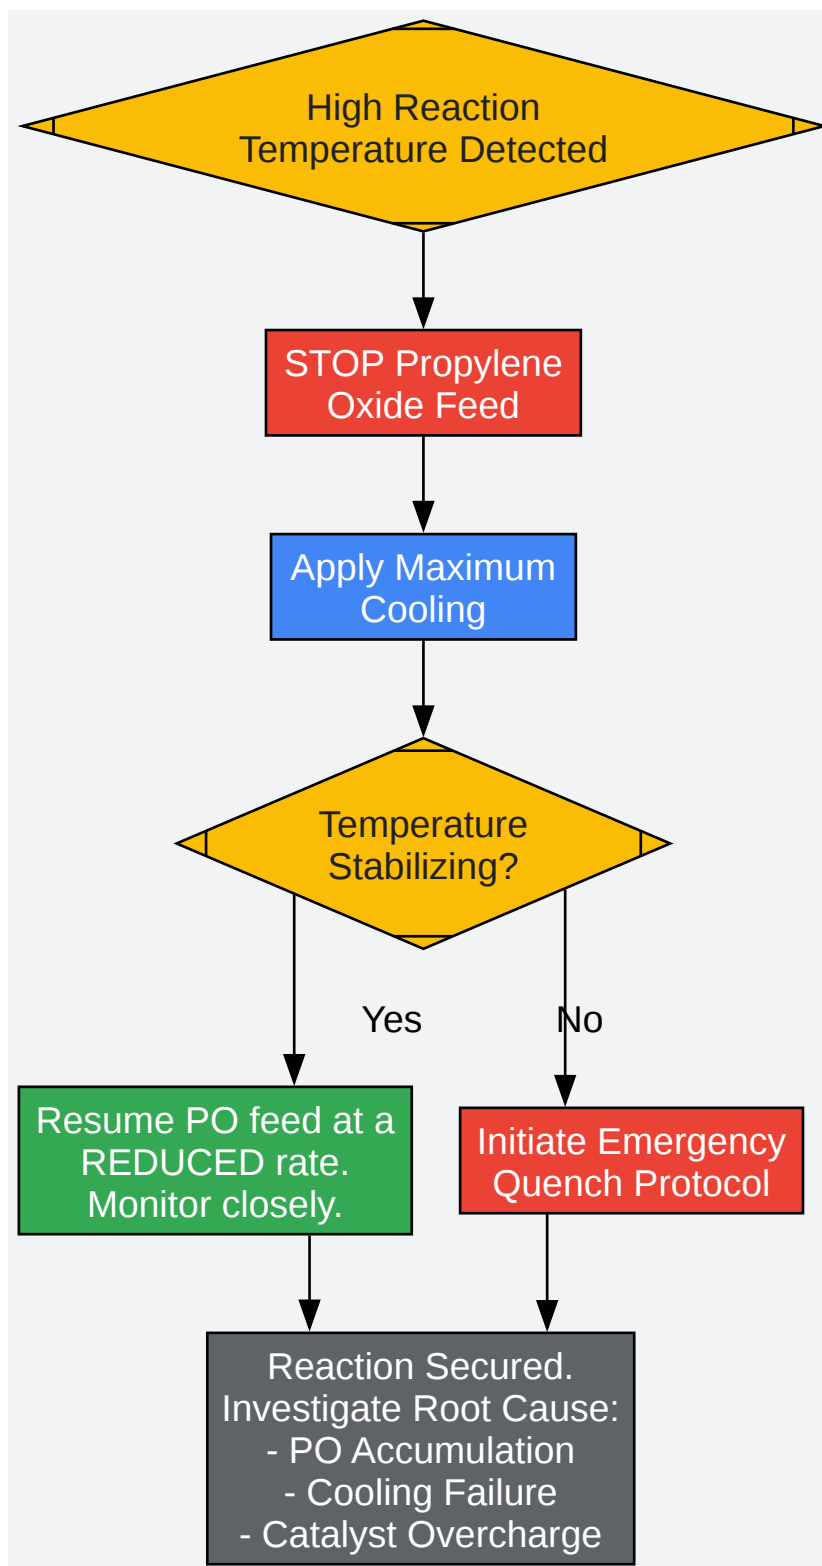 High Reaction
Temperature Detected
STOP Propylene
Oxide Feed
Apply Maximum
Cooling
Temperature
Stabilizing?
Yes
No
Resume PO feed at a
REDUCED rate.
Monitor closely.
Initiate Emergency
Quench Protocol
Reaction Secured.
Investigate Root Cause:
- PO Accumulation
- Cooling Failure
- Catalyst Overcharge